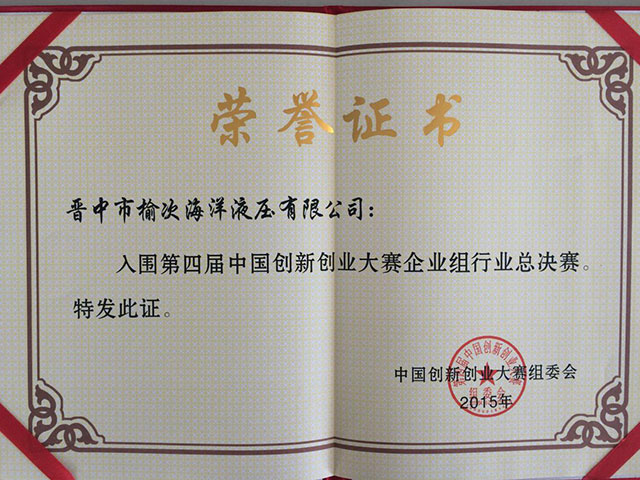 荣誉证书
晋中市榆次海洋液压有限公司：
入围第四届中国创新创业大赛企业组行业总决赛。
特发此证。
中国创新创业大赛组委会
2015年
组委会